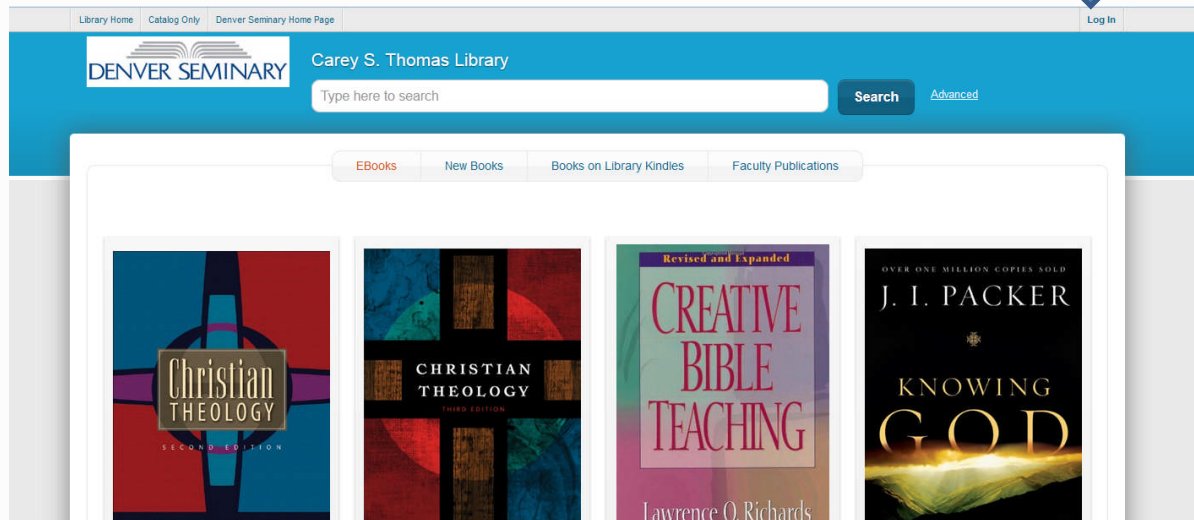 Library Home Catalog Only Denver Seminary Home Page Log In
DENVER SEMINARY
Carey S. Thomas Library
Type here to search
Search
Advanced
EBooks New Books Books on Library Kindles Faculty Publications
Christian
THEOLOGY
SECOND EDITION
CHRISTIAN
THEOLOGY
THIRD EDITION
Revised and Expanded
CREATIVE
BIBLE
TEACHING
Lawrence O. Richards
OVER ONE MILLION COPIES SOLD
J. I. PACKER
KNOWING
GOD